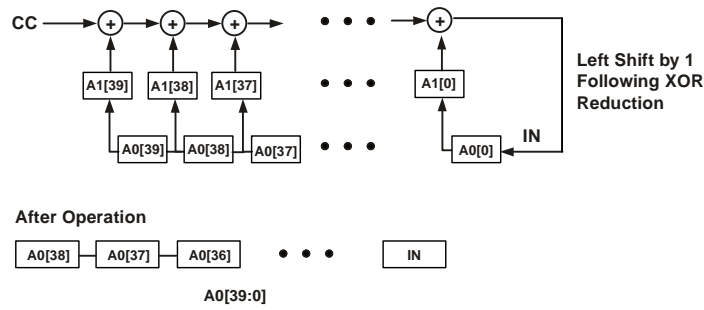 CC + + + +
A1[39] A1[38] A1[37] A1[0]
Left Shift by 1
Following XOR
Reduction
IN
A0[39] A0[38] A0[37] A0[0]
After Operation
A0[38] A0[37] A0[36] IN
A0[39:0]